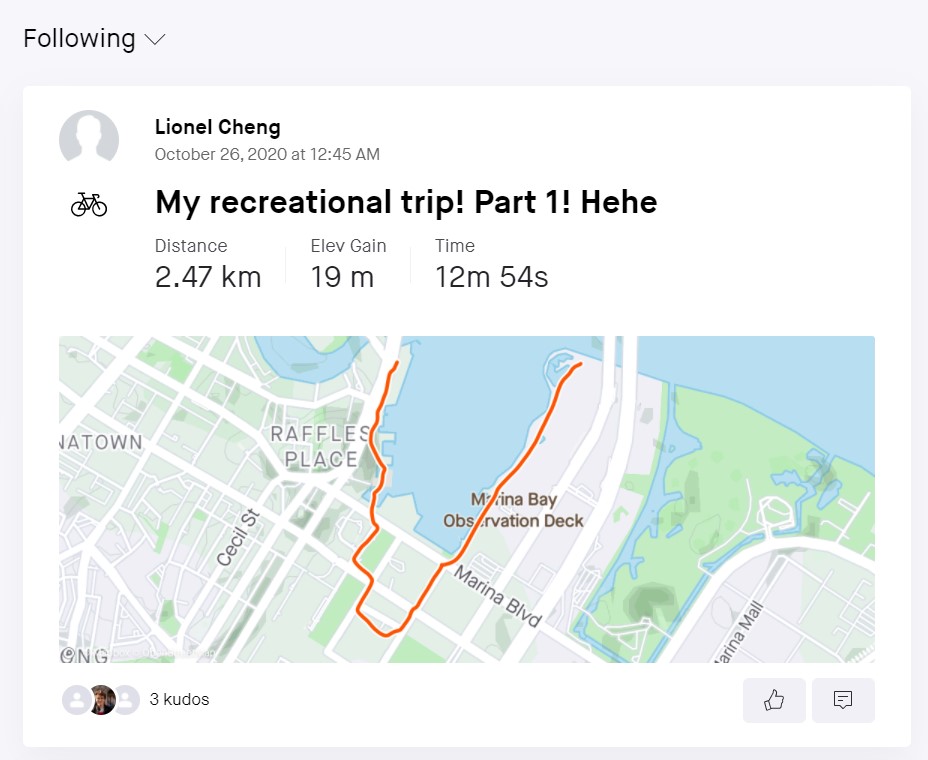 Following
Lionel Cheng
October 26, 2020 at 12:45 AM
My recreational trip! Part 1! Hehe
Distance
Elev Gain
Time
2.47 km
19 m
12m 54s
NATOWN
RAFFLES
PLACE
Cecil St
Marina Bay
Observation Deck
Marina Blvd
arina Mall
ONG
3 kudos